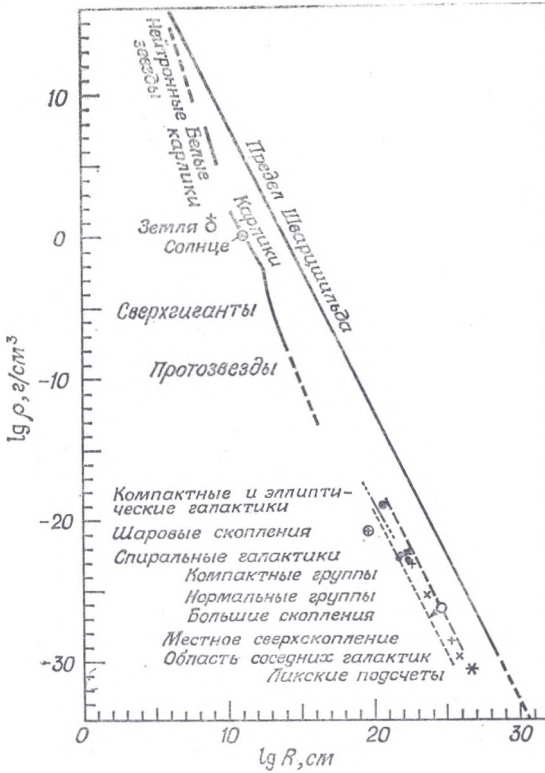 10
0
-10
-20
-30
lg ρ, г/см³
Нейтронные
звезды
Белые
карлики
Земля
Солнце
Карлики
Предел Шварцшильда
Сверхгиганты
Протозвезды
Компактные и эллипти-
ческие галактики
Шаровые скопления
Спиральные галактики
Компактные группы
Нормальные группы
Большие скопления
Местное сверхскопление
Область соседних галактик
Ликские подсчеты
0
10
20
30
lg R, см